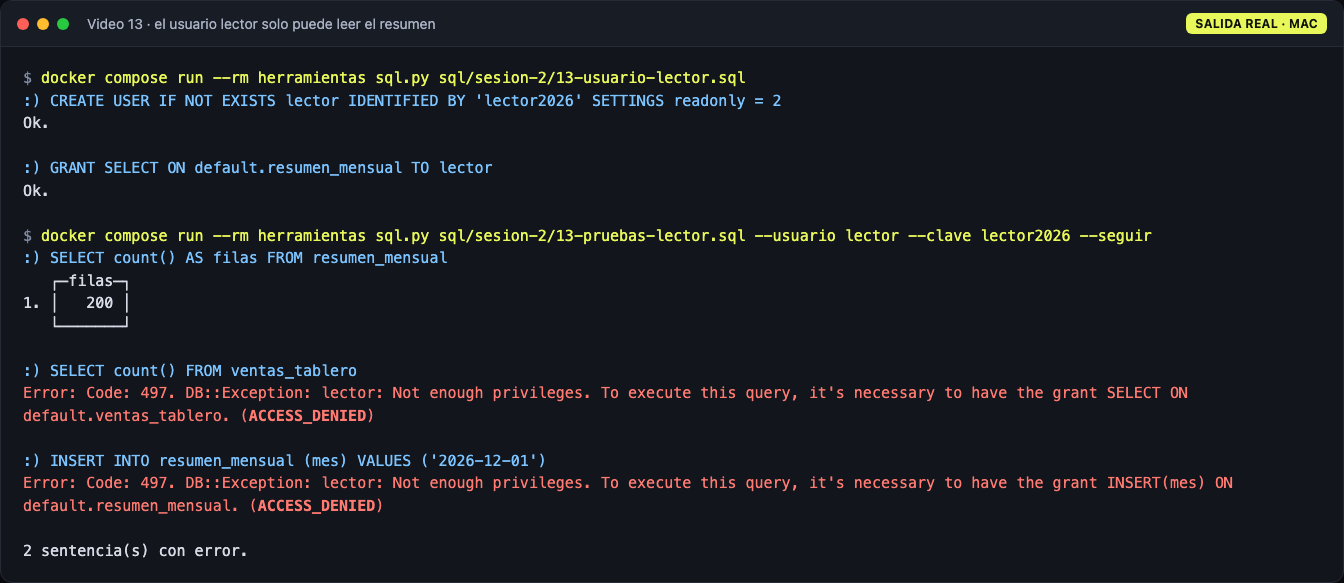 Video 13 · el usuario lector solo puede leer el resumen
SALIDA REAL · MAC
$ docker compose run --rm herramientas sql.py sql/sesion-2/13-usuario-lector.sql
:) CREATE USER IF NOT EXISTS lector IDENTIFIED BY 'lector2026' SETTINGS readonly = 2
Ok.
:) GRANT SELECT ON default.resumen_mensual TO lector
Ok.
$ docker compose run --rm herramientas sql.py sql/sesion-2/13-pruebas-lector.sql --usuario lector --clave lector2026 --seguir
:) SELECT count() AS filas FROM resumen_mensual
┌─filas─┐
1. │   200 │
└───────┘
:) SELECT count() FROM ventas_tablero
Error: Code: 497. DB::Exception: lector: Not enough privileges. To execute this query, it's necessary to have the grant SELECT ON
default.ventas_tablero. (ACCESS_DENIED)
:) INSERT INTO resumen_mensual (mes) VALUES ('2026-12-01')
Error: Code: 497. DB::Exception: lector: Not enough privileges. To execute this query, it's necessary to have the grant INSERT(mes) ON
default.resumen_mensual. (ACCESS_DENIED)
2 sentencia(s) con error.